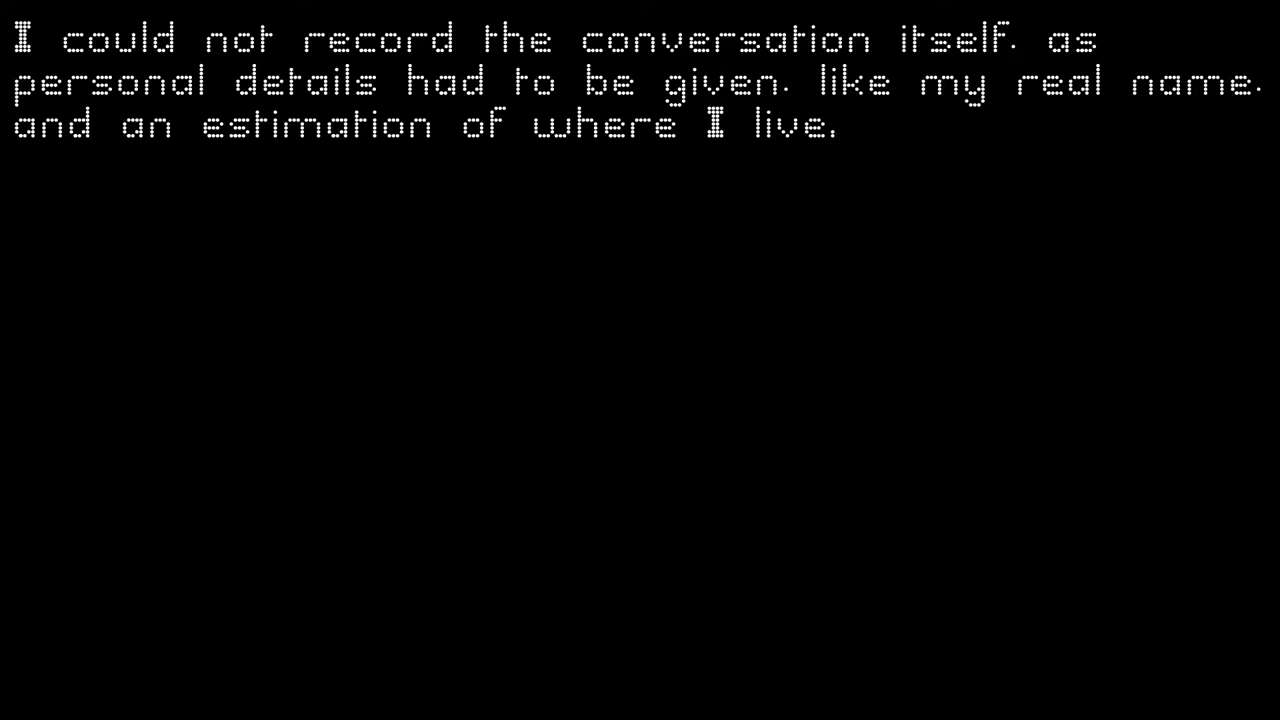 I could not record the conversation itself. as
personal details had to be given. like my real name.
and an estimation of where I live,